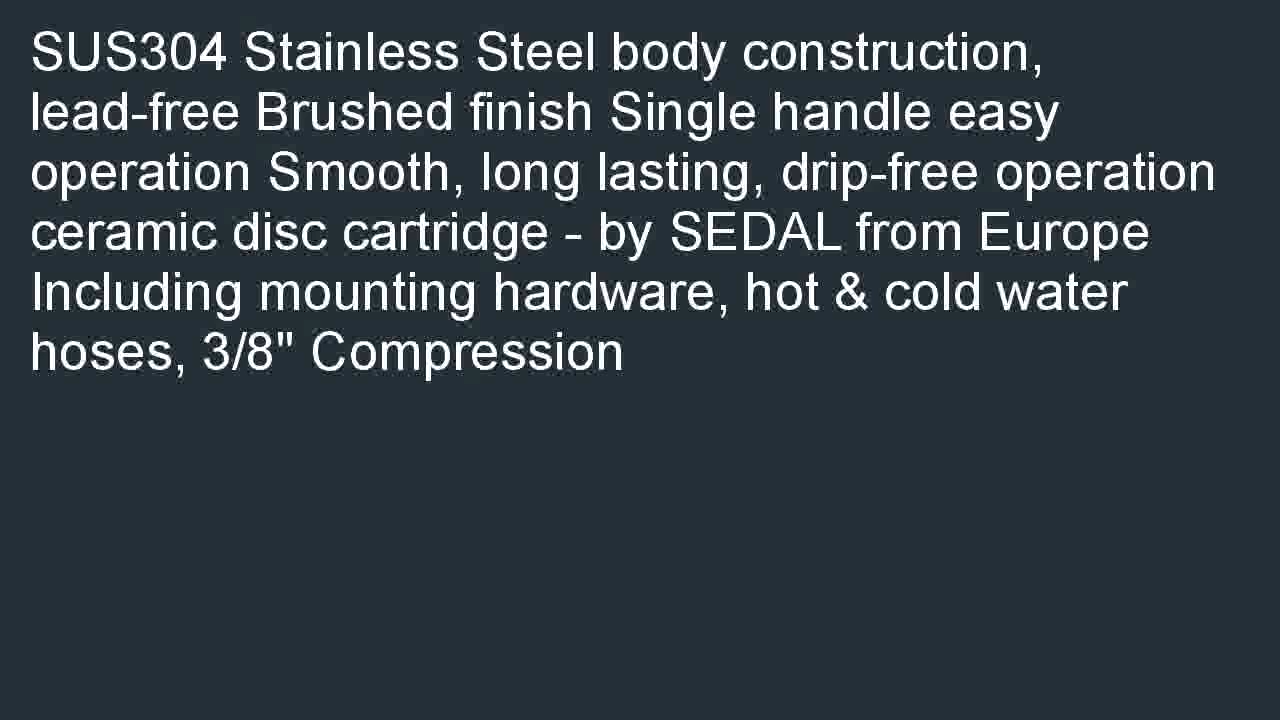 SUS304 Stainless Steel body construction,
lead-free Brushed finish Single handle easy
operation Smooth, long lasting, drip-free operation
ceramic disc cartridge - by SEDAL from Europe
Including mounting hardware, hot & cold water
hoses, 3/8" Compression